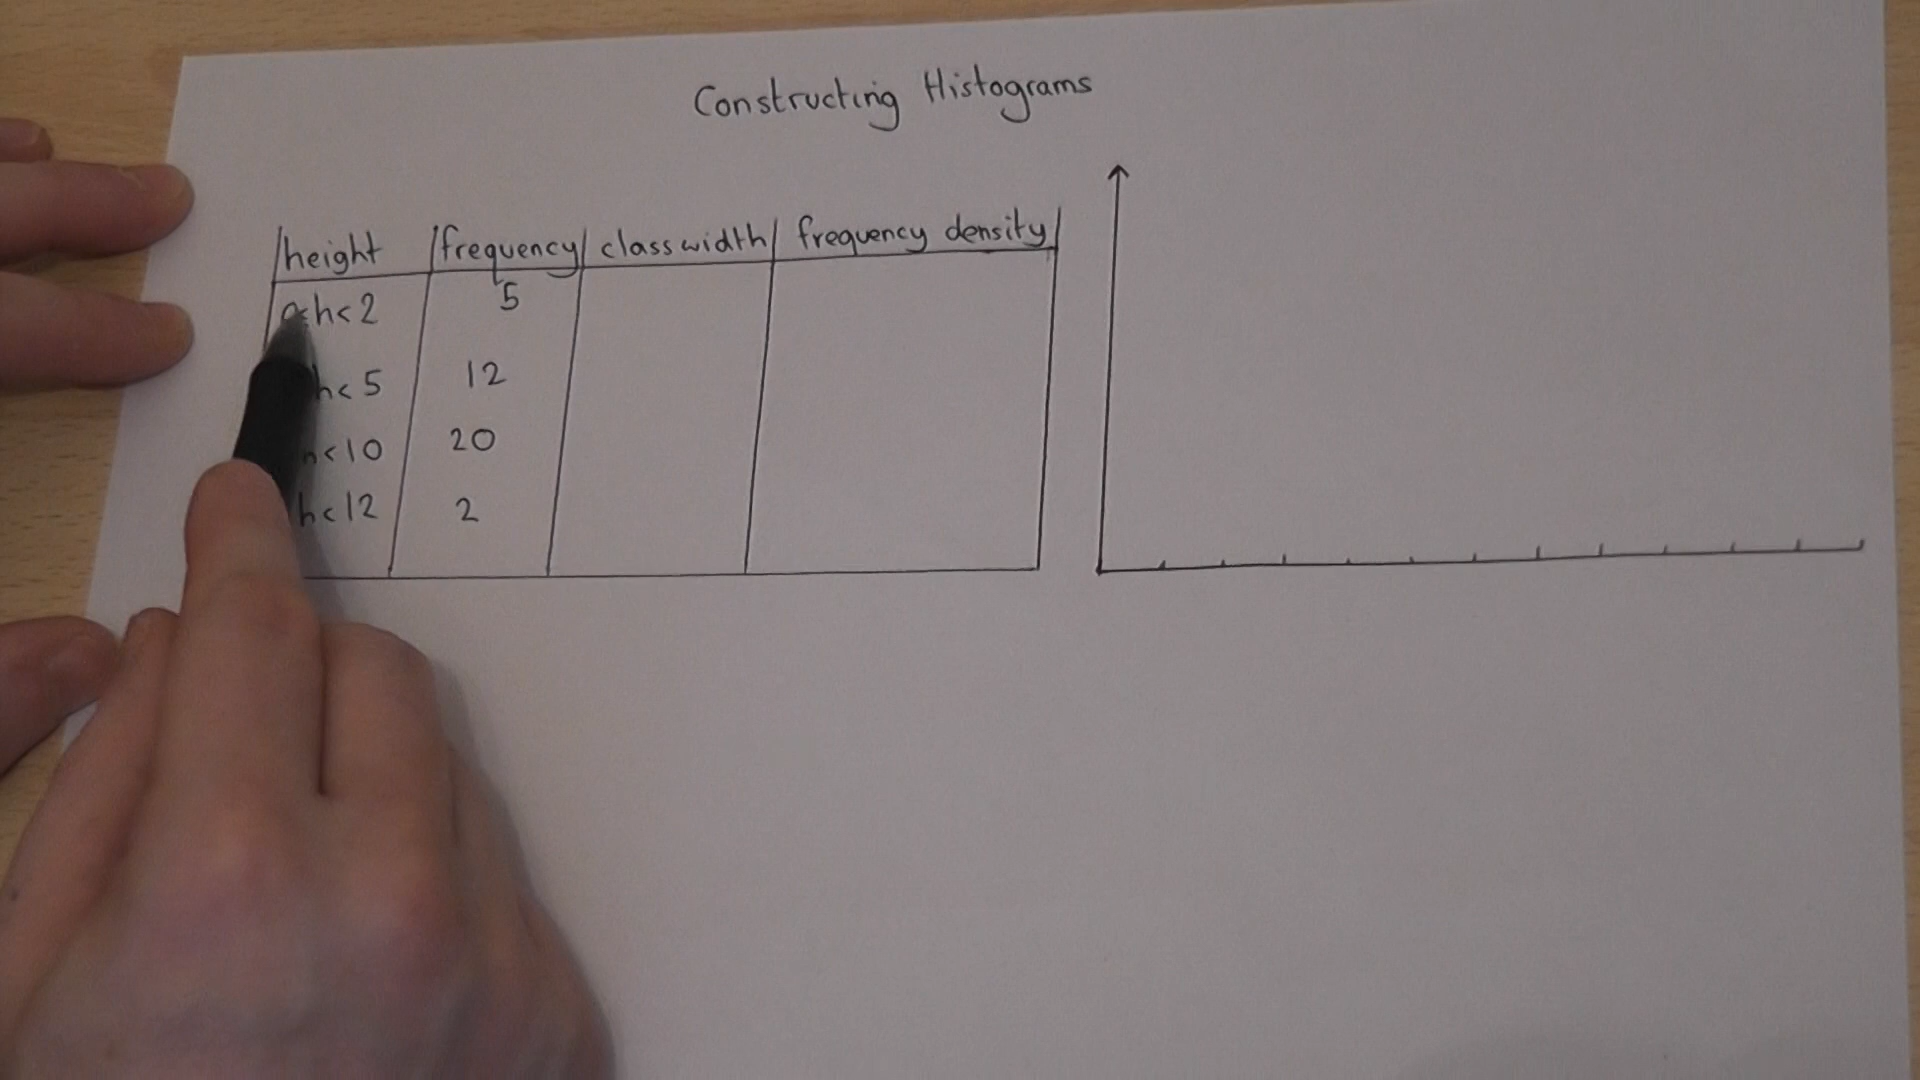 Constructing Histograms
height frequency class width frequency density
h<2 5
h<5 12
h<10 20
h<12 2